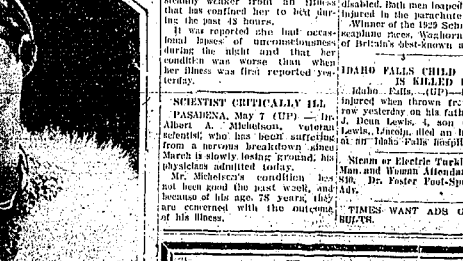 steadily weaker from an illness
that has confined her to bed dur-
ing the past 48 hours.
It was reported she had occas-
ional lapses of unconsciousness
during the night and that her
condition was worse than when
her illness was first reported yes-
terday.
SCIENTIST CRITICALLY ILL
PASADENA, May 7 (UP) — Dr.
Albert A. Michelson, veteran
scientist, who has been suffering
from a nervous breakdown since
March is slowly losing ground, his
physicians admitted today.
Mr. Michelson's condition has
not been good the past week, and
because of his age, 78 years, they
are concerned with the outcome
of his illness.
disabled. Both men leaped
injured in the parachute
Winner of the 1929 Schn
seaplane races, Waghorn
of Britain's best-known a
IDAHO FALLS CHILD
IS KILLED
Idaho Falls, (UP)—
injured when thrown fr
row yesterday on his fath
J. Dean Lewis, 4, son
Lewis, Lincoln, died an h
at an Idaho Falls hospit
Steam or Electric Turki
Man and Woman Attendan
$10. Dr. Foster Foot-Spe
Adv.
TIMES WANT ADS